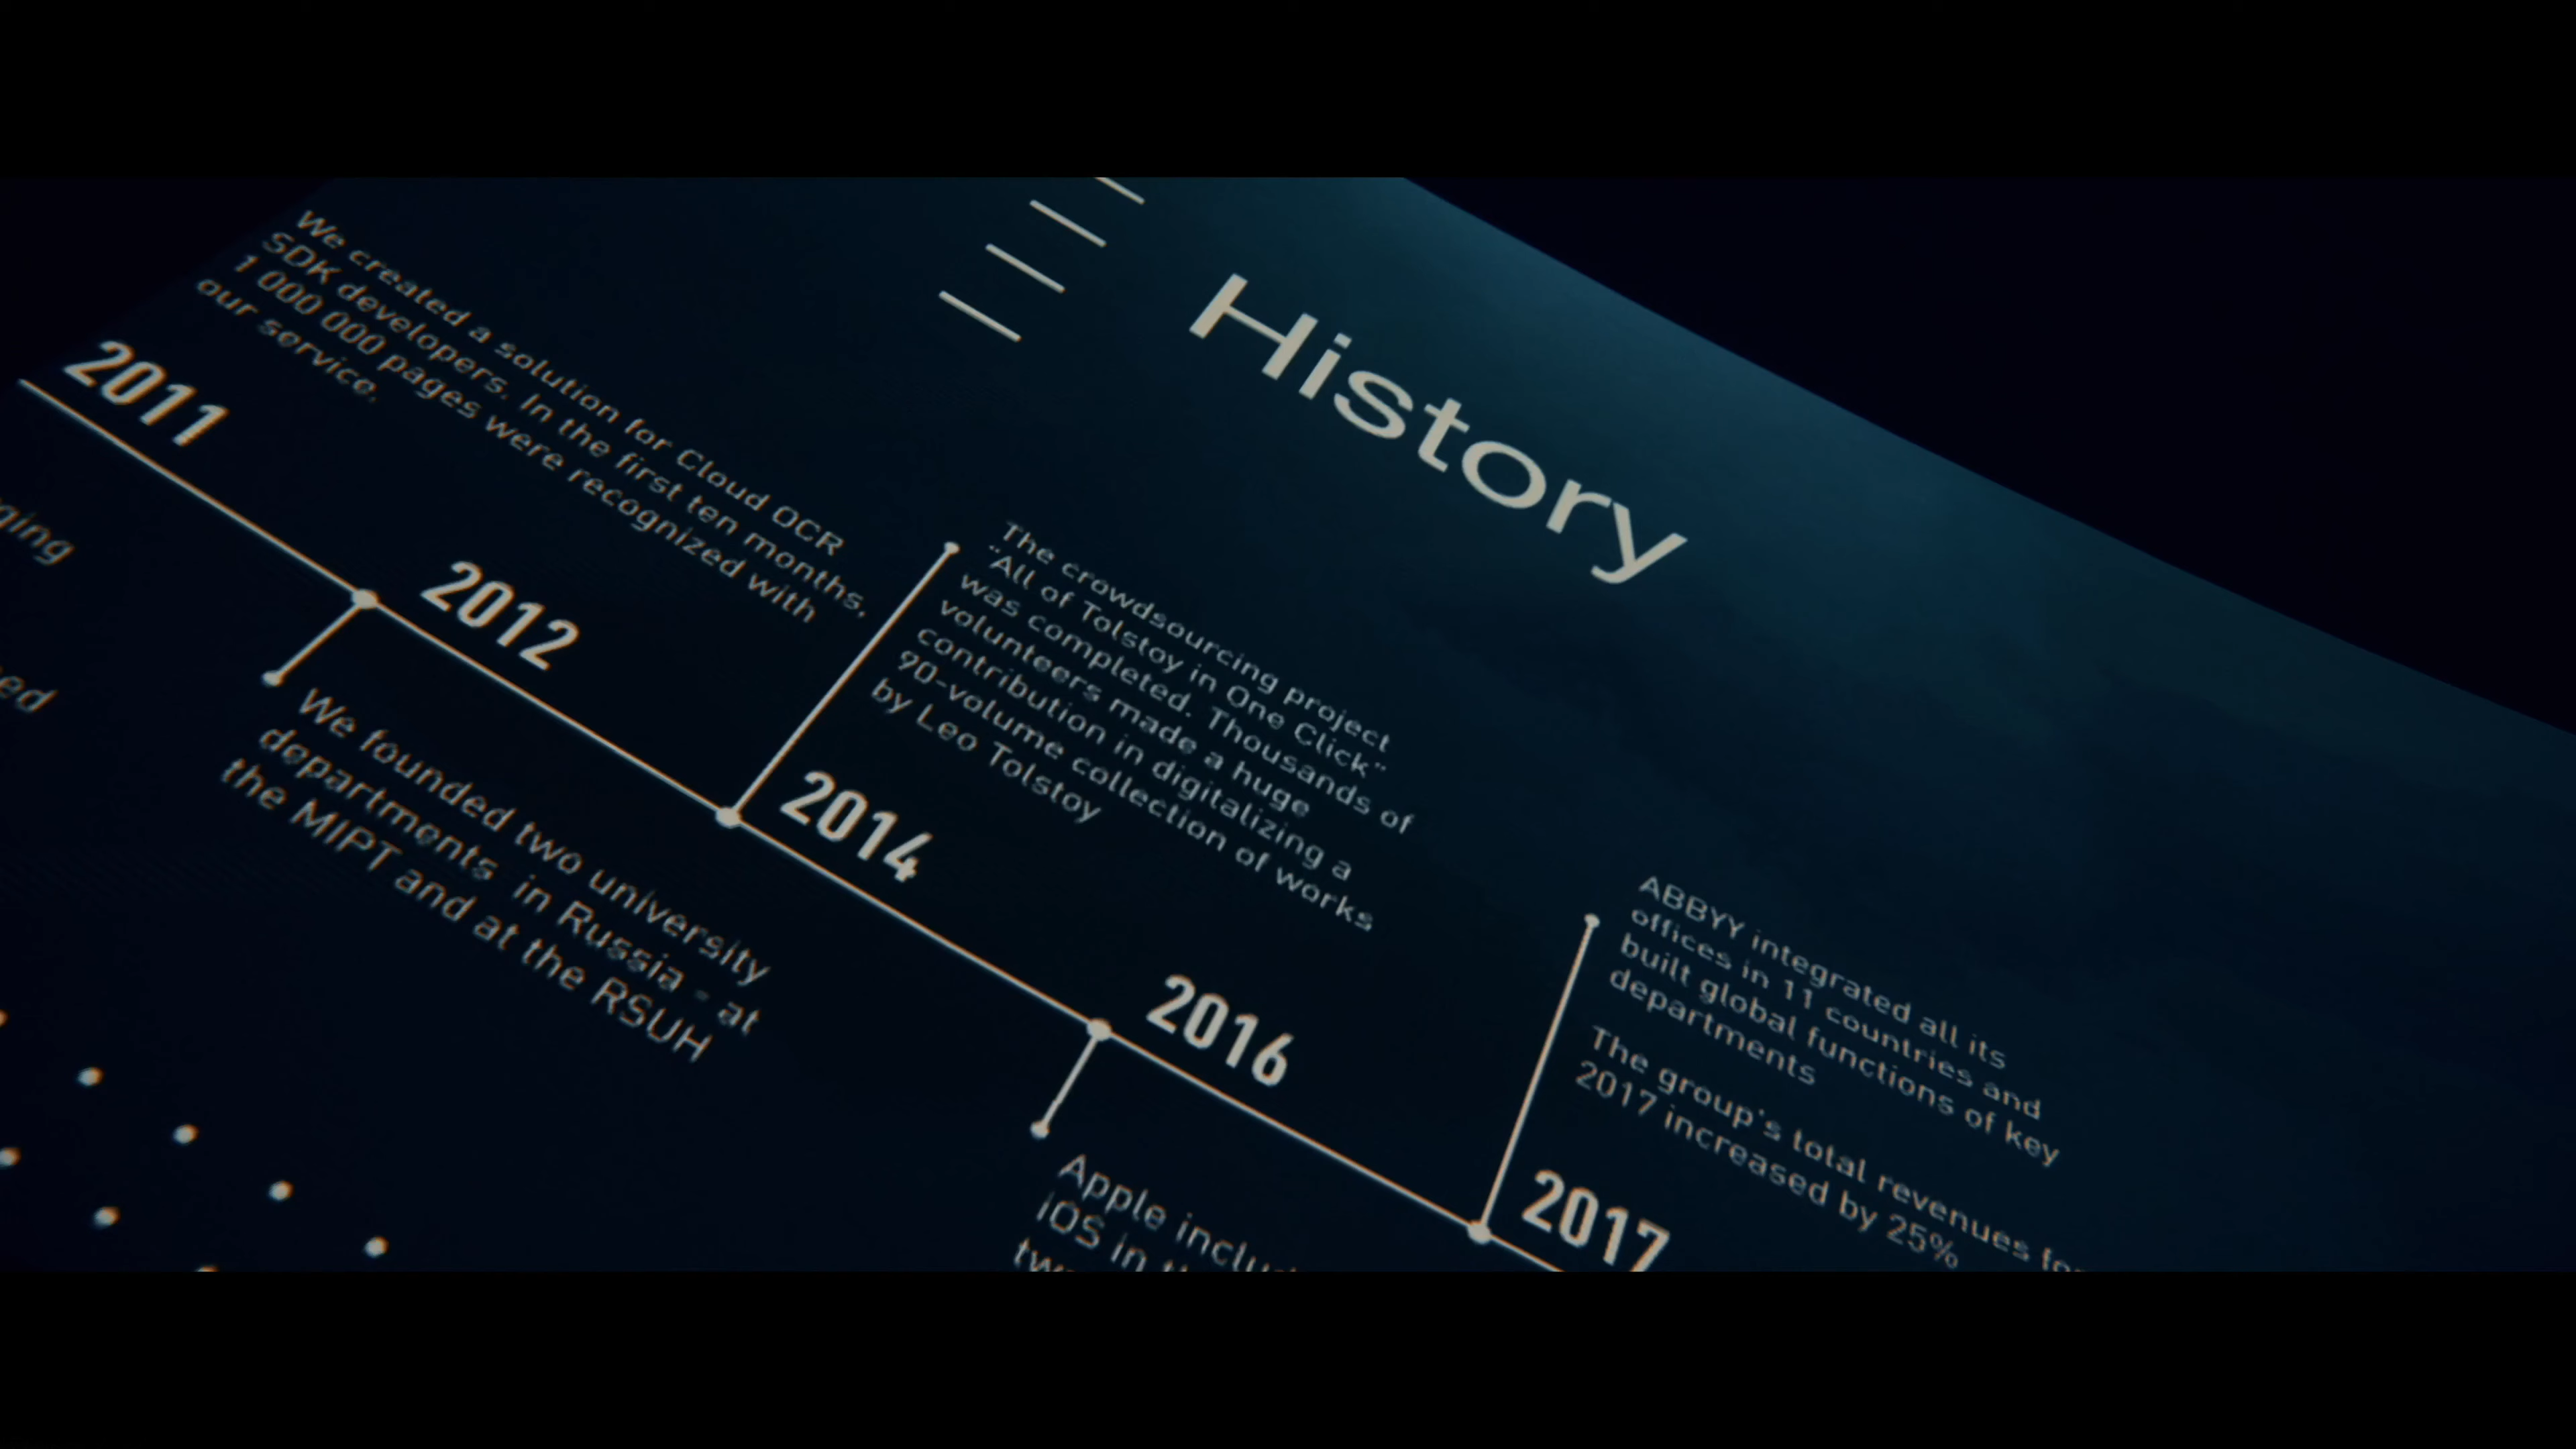 History
We created a solution for Cloud OCR
SDK developers. In the first ten months,
1 000 000 pages were recognized with
our service.
2011
2012
We founded two university
departments in Russia - at
the MIPT and at the RSUH
The crowdsourcing project
“All of Tolstoy in One Click”
was completed. Thousands of
volunteers made a huge
contribution in digitalizing a
90-volume collection of works
by Leo Tolstoy
2014
2016
Apple
iOS in
ABBYY integrated all its
offices in 11 countries and
built global functions of key
departments
The group's total revenues for
2017 increased by 25%
2017